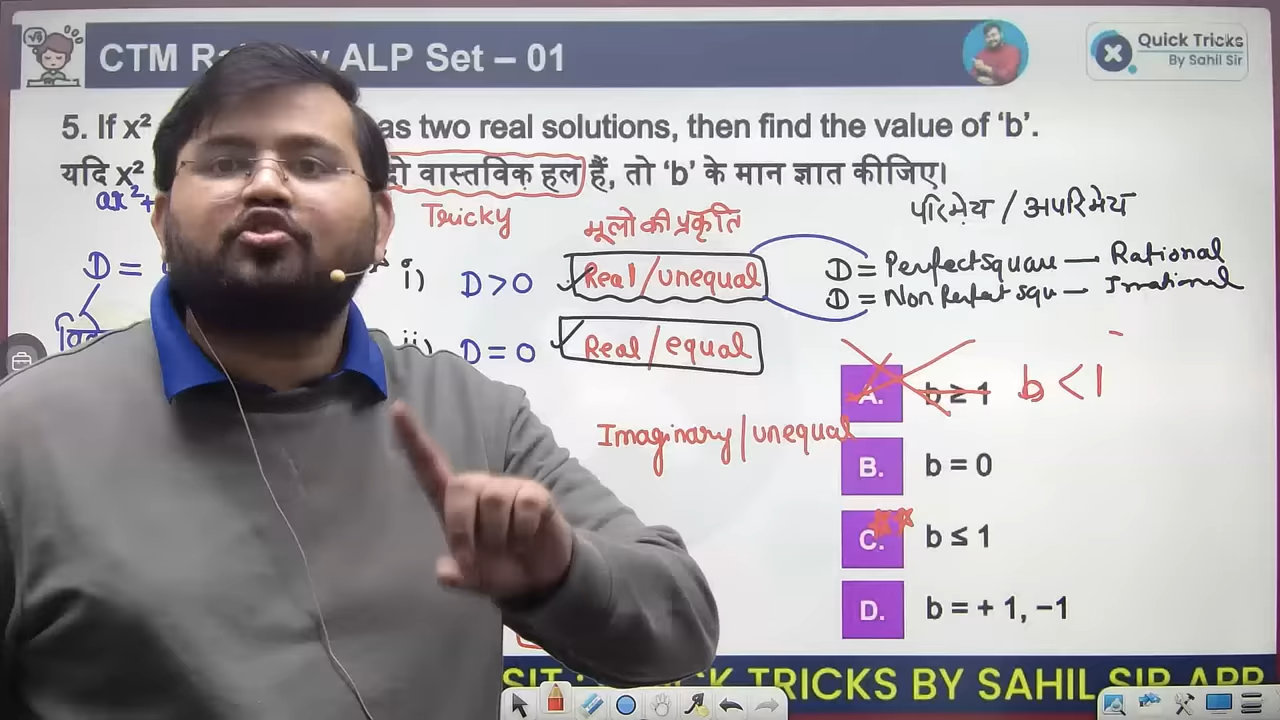 CTM ALP Set – 01
Quick Tricks
By Sahil Sir
5. If x² as two real solutions, then find the value of ‘b’.
यदि x² दो वास्तविक हल हैं, तो ‘b’ के मान ज्ञात कीजिए।
ax²+
Tricky
मूलो की प्रकृति
परिमेय / अपरिमेय
D =
i) D>0 Real/unequal
D = Perfect square — Rational
D = Non Perfect squ — Irrational
ii) D=0 Real/equal
Imaginary/unequal
A. b ≥ 1 b < 1
B. b = 0
C. b ≤ 1
D. b = + 1, −1
TRICKS BY SAHIL SIR APP